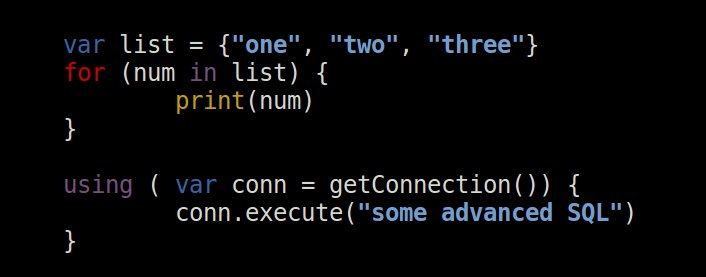 var list = {"one", "two", "three"}
for (num in list) {
        print(num)
}

using ( var conn = getConnection()) {
        conn.execute("some advanced SQL")
}